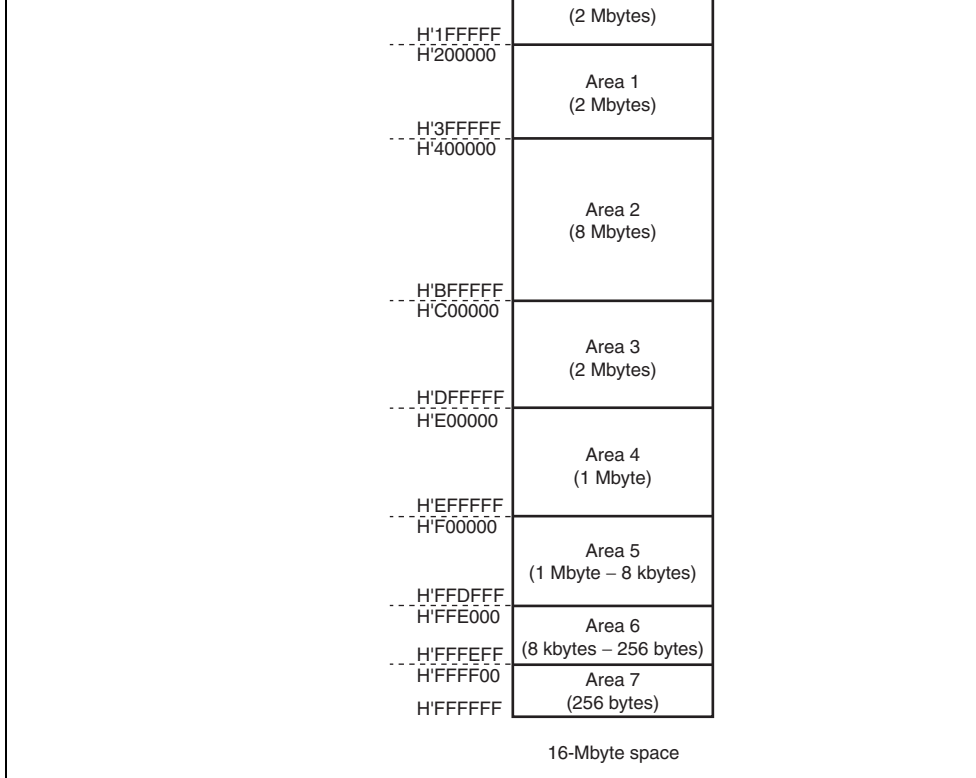 (2 Mbytes)
H'1FFFFF
H'200000
Area 1
(2 Mbytes)
H'3FFFFF
H'400000
Area 2
(8 Mbytes)
H'BFFFFF
H'C00000
Area 3
(2 Mbytes)
H'DFFFFF
H'E00000
Area 4
(1 Mbyte)
H'EFFFFF
H'F00000
Area 5
(1 Mbyte – 8 kbytes)
H'FFDFFF
H'FFE000
Area 6
(8 kbytes – 256 bytes)
H'FFFEFF
H'FFFF00
Area 7
(256 bytes)
H'FFFFFF
16-Mbyte space